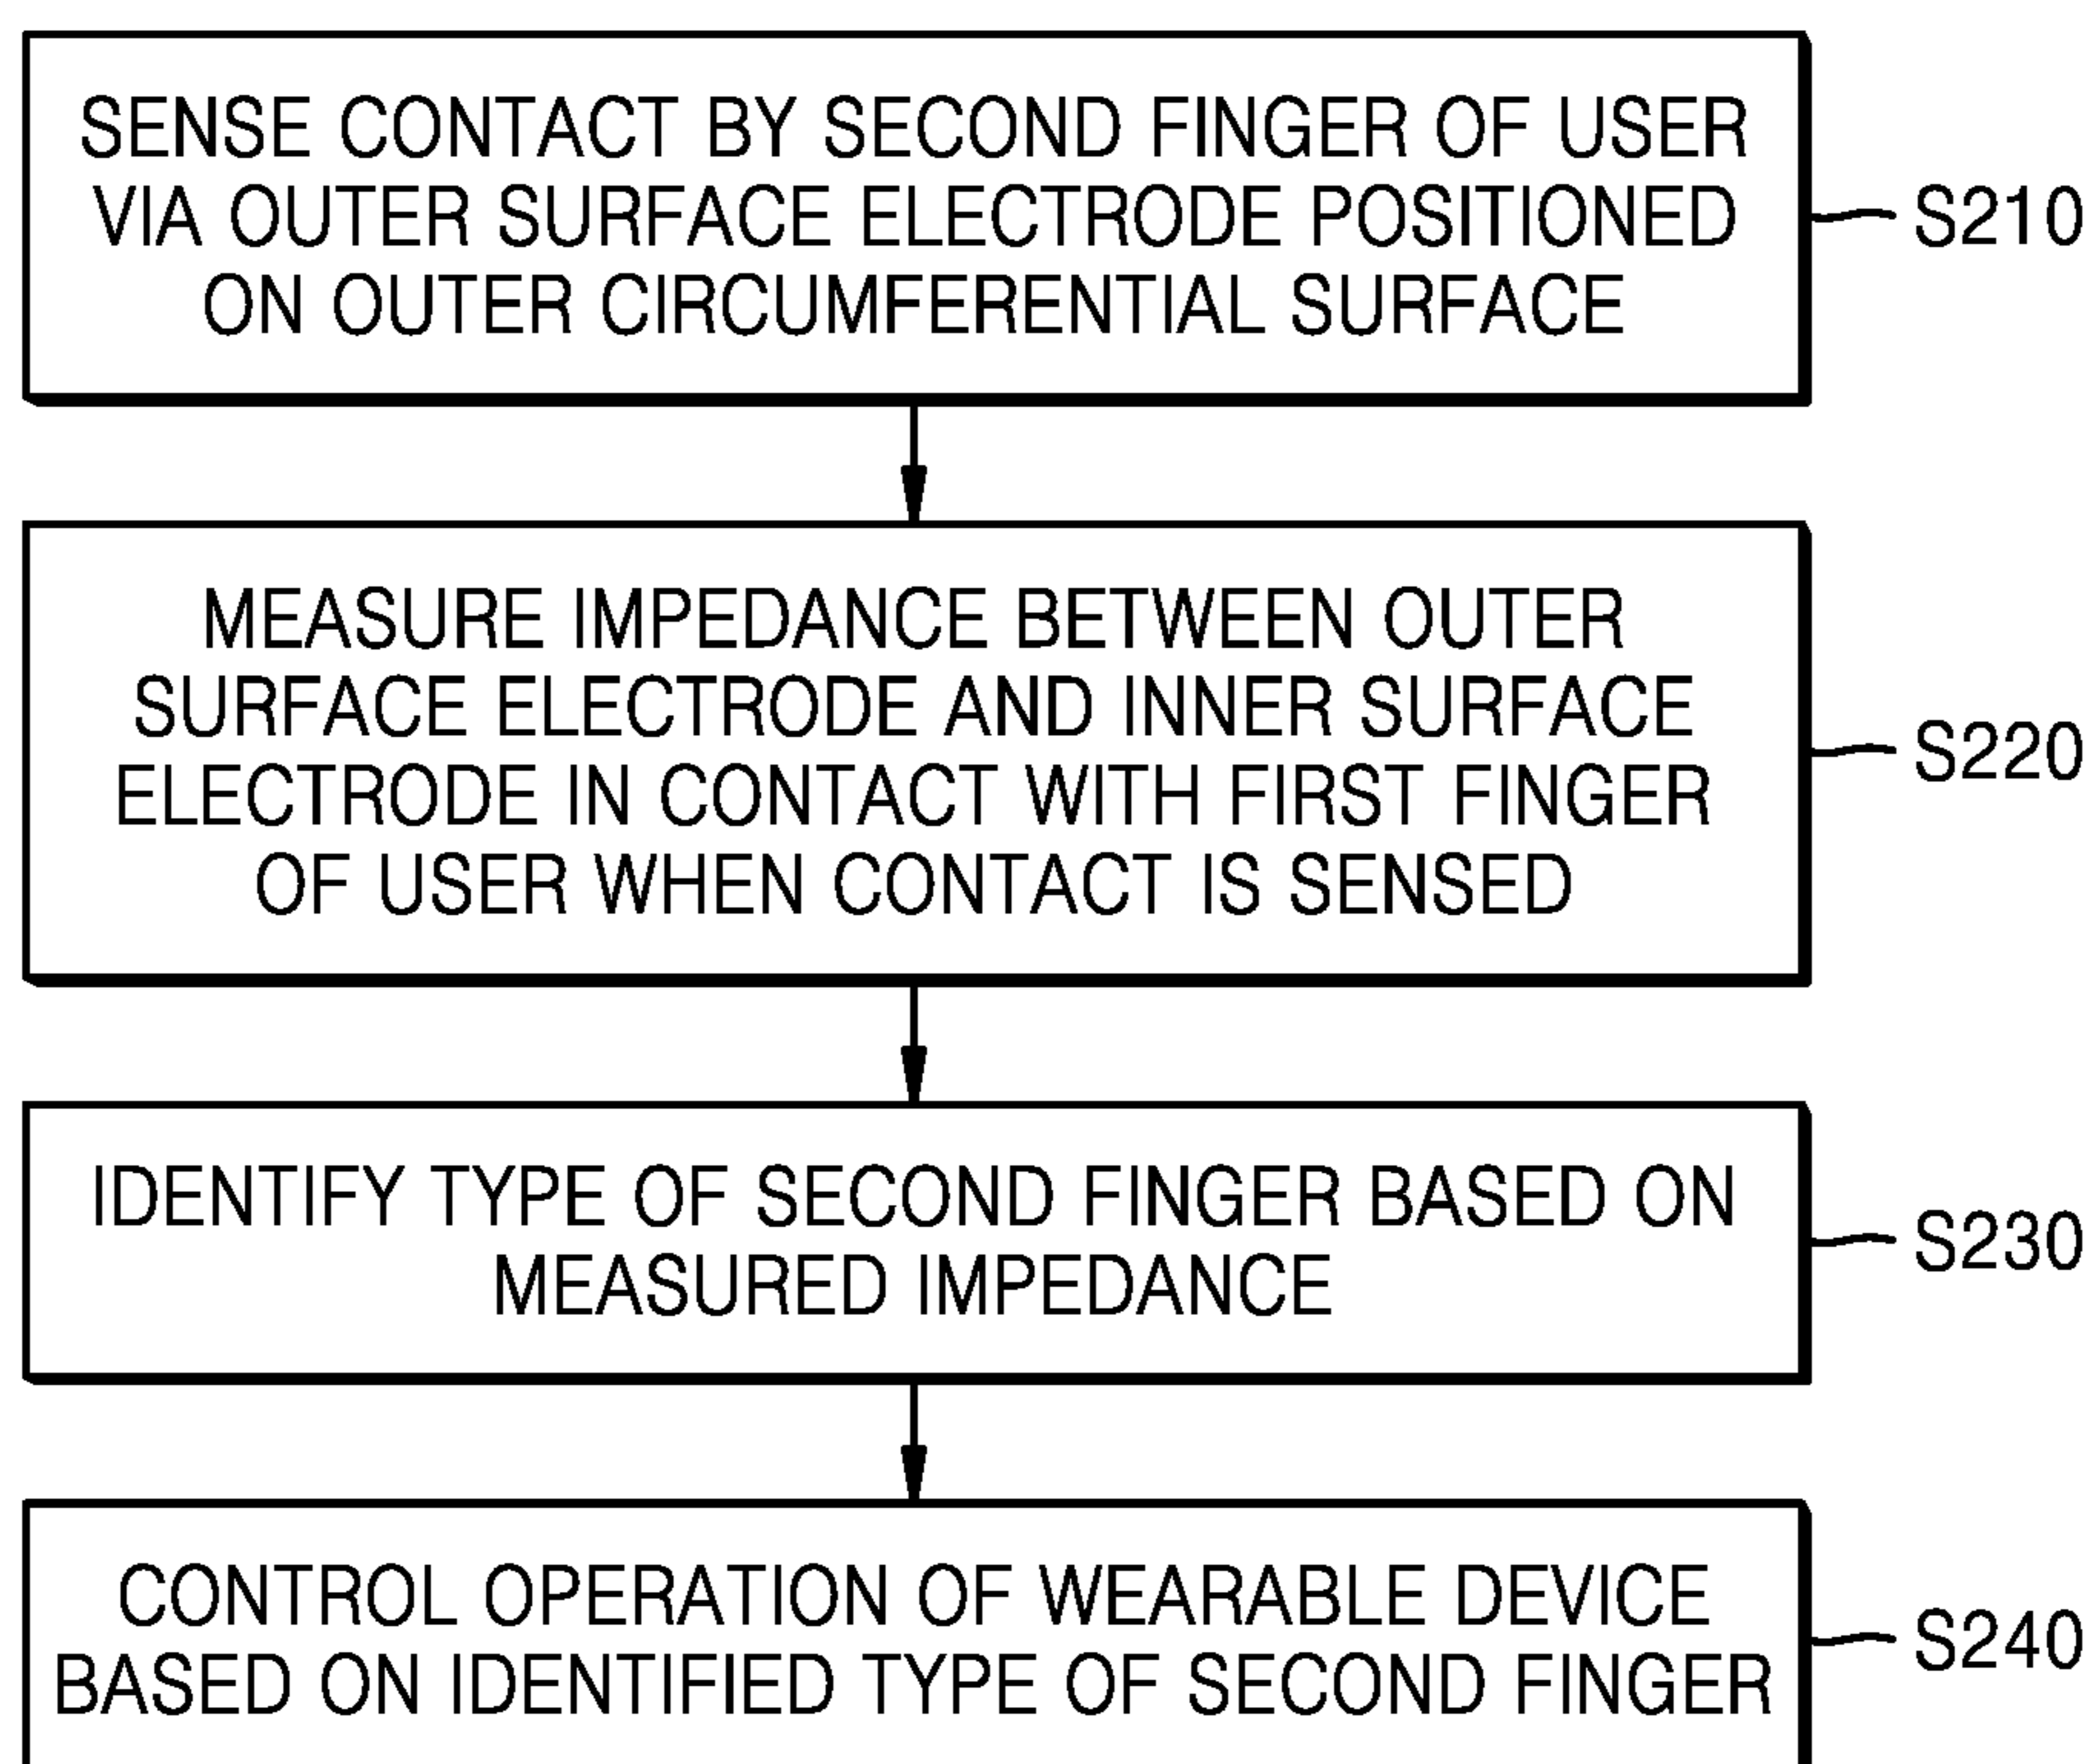 SENSE CONTACT BY SECOND FINGER OF USER
VIA OUTER SURFACE ELECTRODE POSITIONED
ON OUTER CIRCUMFERENTIAL SURFACE
S210
MEASURE IMPEDANCE BETWEEN OUTER
SURFACE ELECTRODE AND INNER SURFACE
ELECTRODE IN CONTACT WITH FIRST FINGER
OF USER WHEN CONTACT IS SENSED
S220
IDENTIFY TYPE OF SECOND FINGER BASED ON
MEASURED IMPEDANCE
S230
CONTROL OPERATION OF WEARABLE DEVICE
BASED ON IDENTIFIED TYPE OF SECOND FINGER
S240